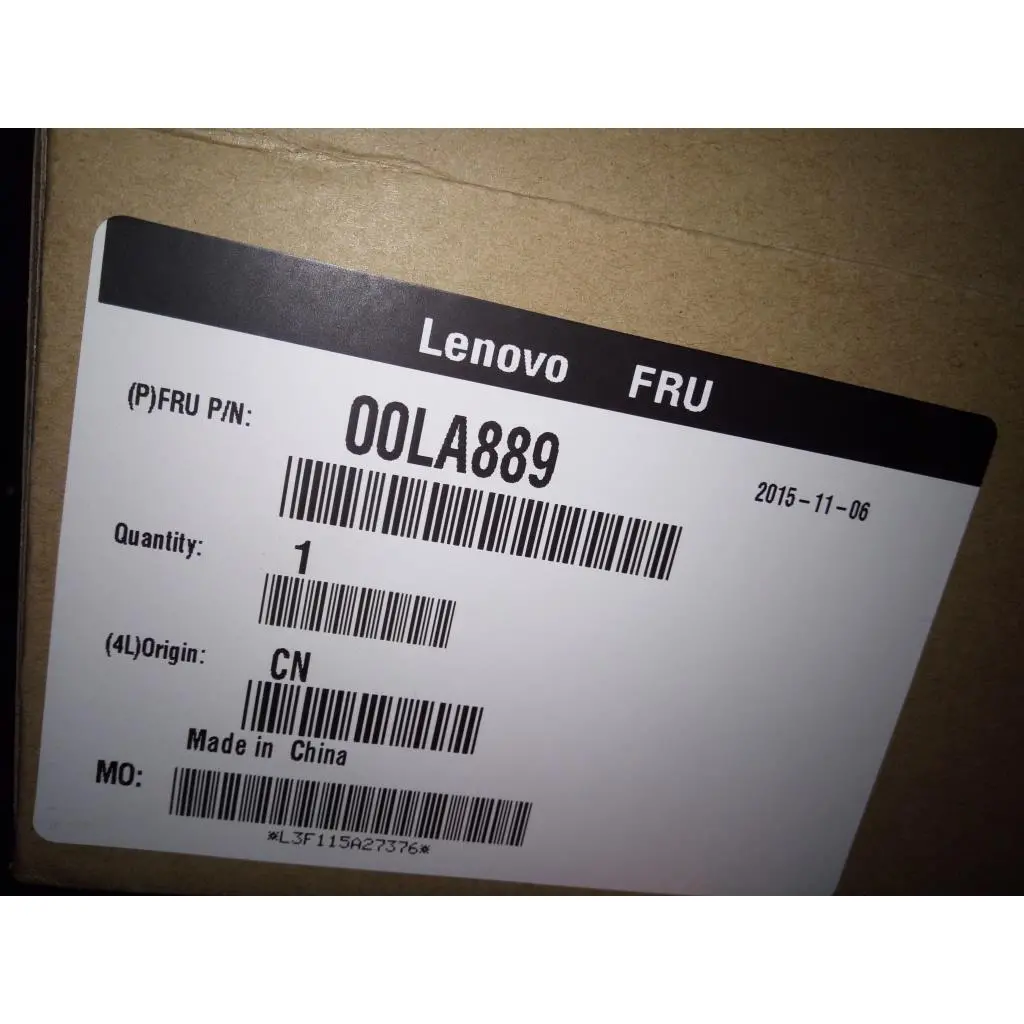 Lenovo FRU
(P)FRU P/N: 00LA889
2015-11-06
Quantity: 1
(4L)Origin: CN
Made in China
MO:
*L3F115A27376*